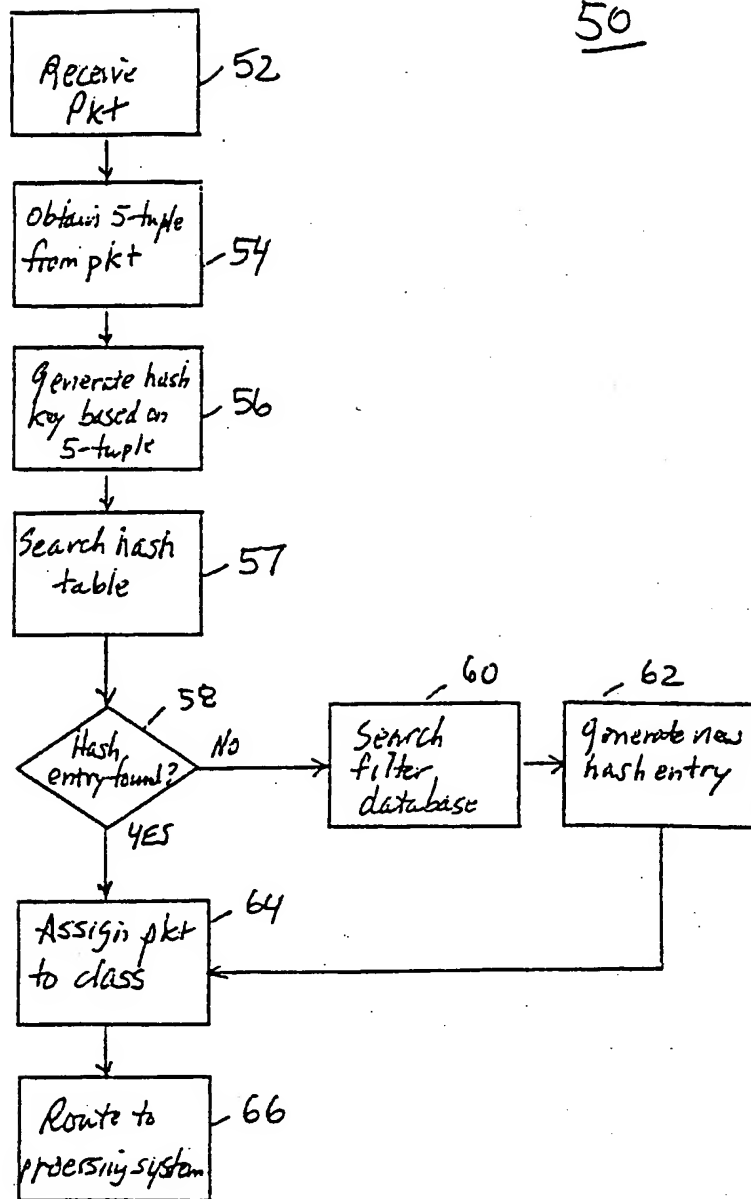 50
Receive
Pkt
52
Obtain 5-tuple
from pkt
54
generate hash
key based on
5-tuple
56
Search hash
table
57
58
Hash
entry found?
No
YES
60
Search
filter
database
62
generate new
hash entry
Assign pkt
to class
64
Route to
processing system
66